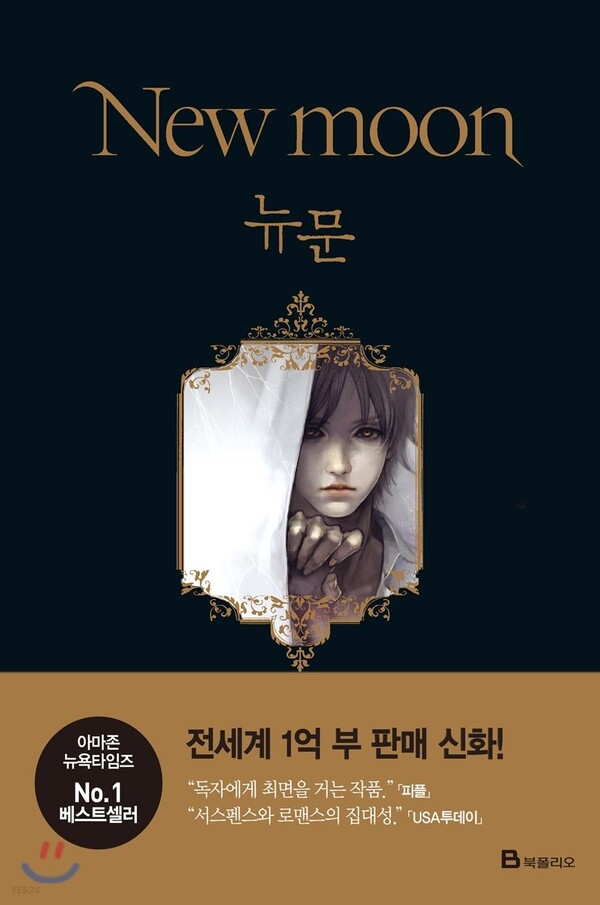 New moon
뉴문
아마존
뉴욕타임즈
No.1
베스트셀러
전세계 1억 부 판매 신화!
“독자에게 최면을 거는 작품.”「피플」
“서스펜스와 로맨스의 집대성.”「USA투데이」
B 북폴리오
YES24